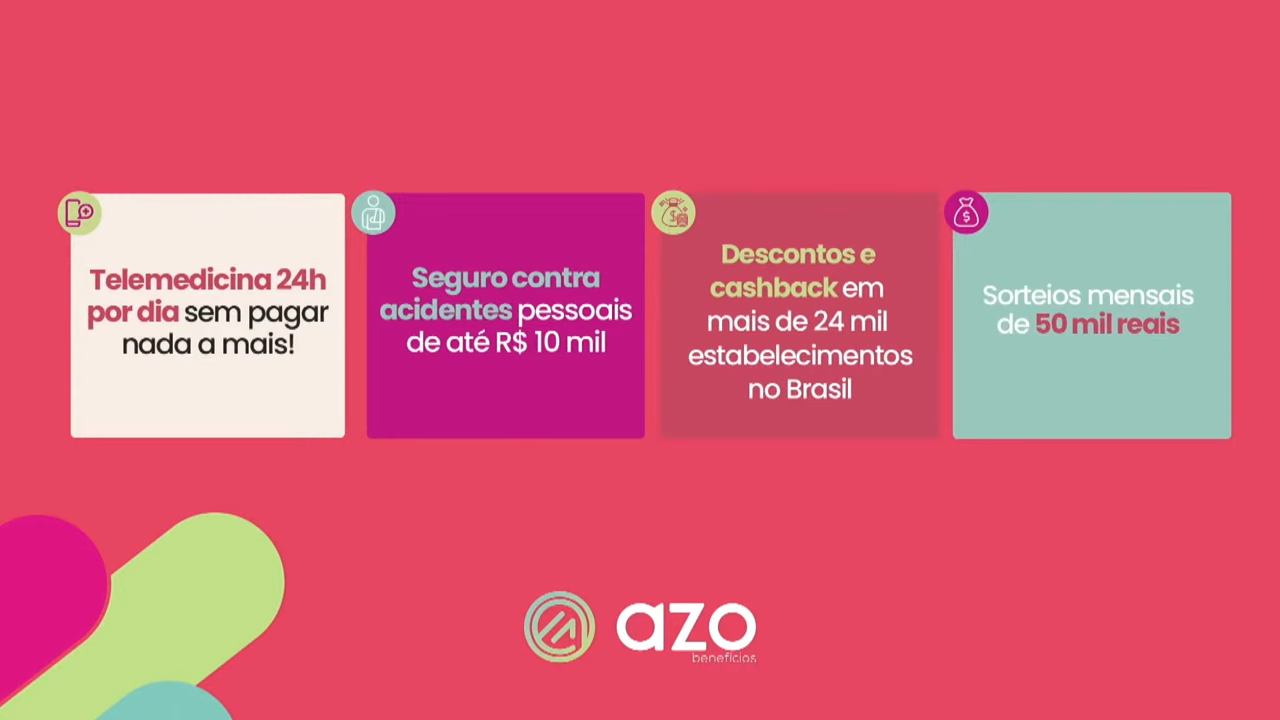 Telemedicina 24h
por dia sem pagar
nada a mais!
Seguro contra
acidentes pessoais
de até R$ 10 mil
Descontos e
cashback em
mais de 24 mil
estabelecimentos
no Brasil
Sorteios mensais
de 50 mil reais
azo
benefícios